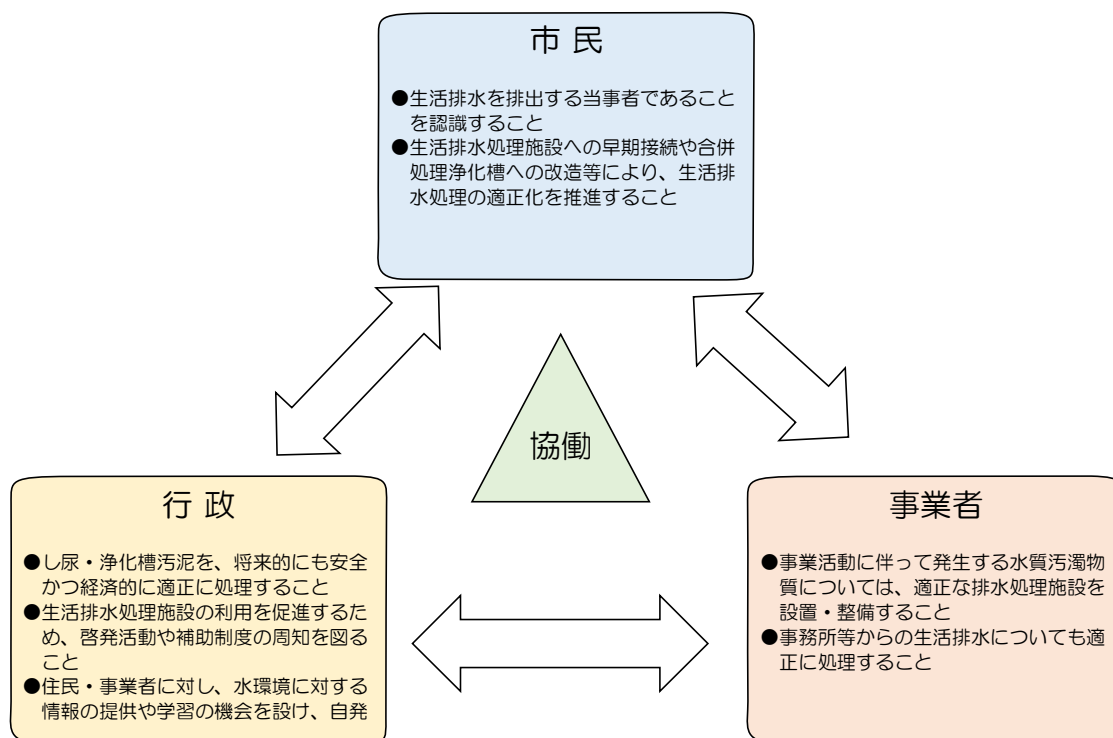 市 民
●生活排水を排出する当事者であること
を認識すること
●生活排水処理施設への早期接続や合併
処理浄化槽への改造等により、生活排
水処理の適正化を推進すること
協働
行 政
●し尿・浄化槽汚泥を、将来的にも安全
かつ経済的に適正に処理すること
●生活排水処理施設の利用を促進するた
め、啓発活動や補助制度の周知を図る
こと
●住民・事業者に対し、水環境に対する
情報の提供や学習の機会を設け、自発
事業者
●事業活動に伴って発生する水質汚濁物
質については、適正な排水処理施設を
設置・整備すること
●事務所等からの生活排水についても適
正に処理すること